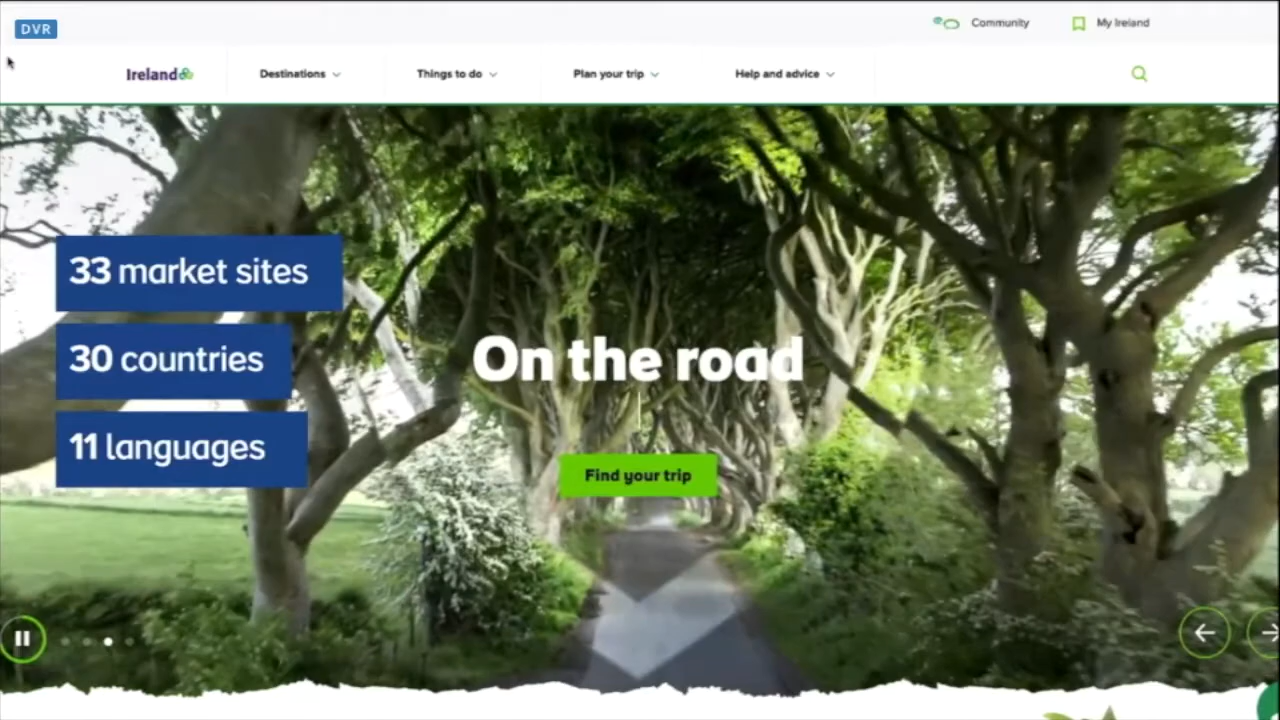 DVR
Community My Ireland
Ireland Destinations Things to do Plan your trip Help and advice
33 market sites
30 countries
11 languages
On the road
Find your trip